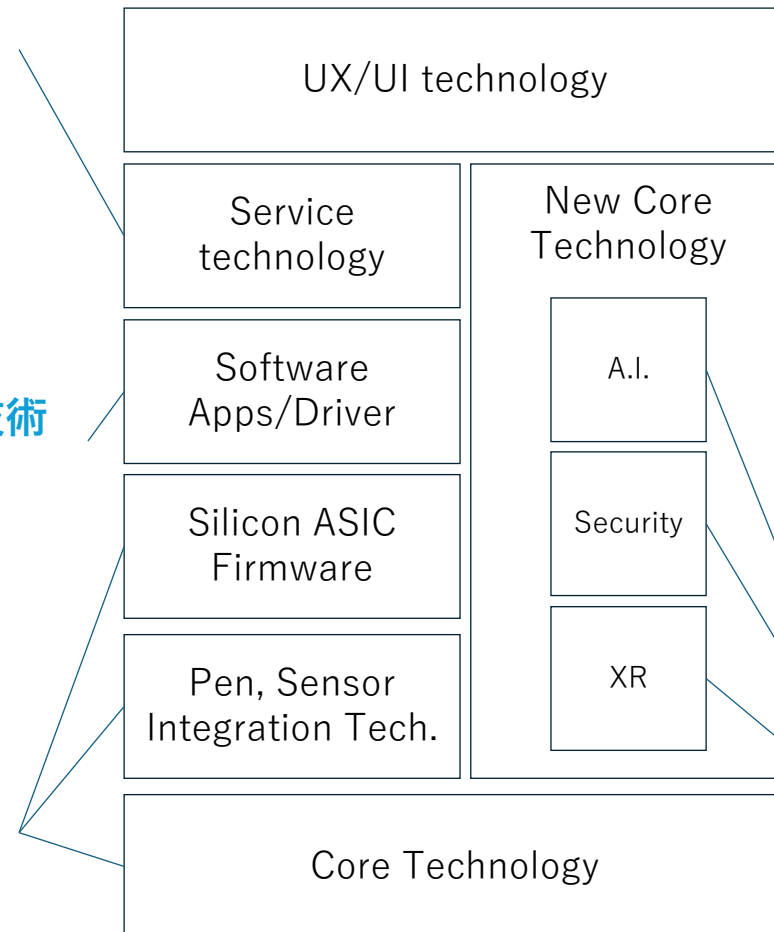 UX/UI technology
Service
technology
New Core
Technology
Software
Apps/Driver
A.I.
術
Silicon ASIC
Firmware
Security
Pen, Sensor
Integration Tech.
XR
Core Technology